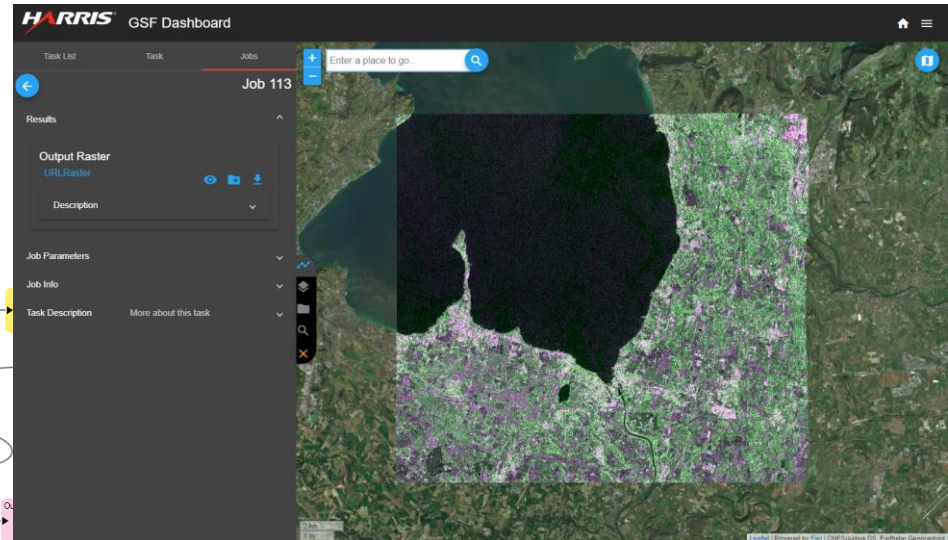 HARRIS GSF Dashboard
Task List Task Jobs
Enter a place to go...
Job 113
Results
Output Raster
URLRaster
Description
Job Parameters
Job Info
Task Description More about this task
Ou
2 km
Leaflet | Powered by Esri | CNES/Airbus DS, Earthstar Geographics